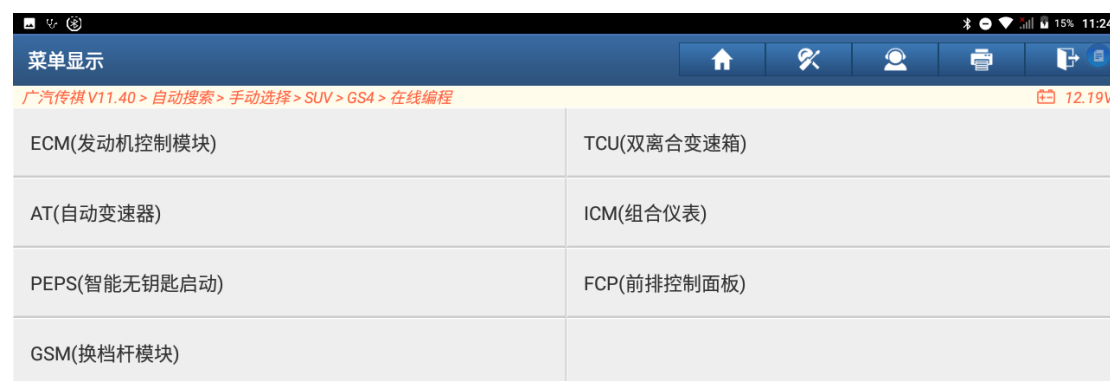 15% 11:24
菜单显示
广汽传祺 V11.40 > 自动搜索 > 手动选择 > SUV > GS4 > 在线编程 12.19V
ECM(发动机控制模块) TCU(双离合变速箱)
AT(自动变速器) ICM(组合仪表)
PEPS(智能无钥匙启动) FCP(前排控制面板)
GSM(换档杆模块)